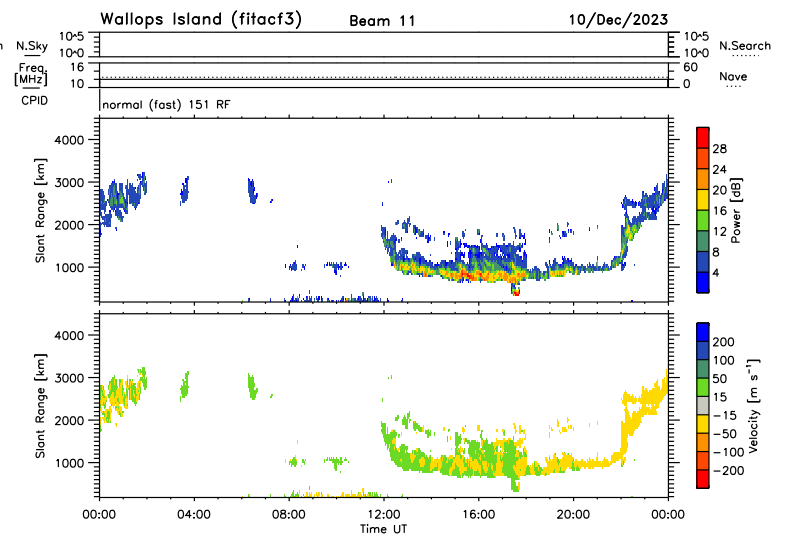 Wallops Island (fitacf3) Beam 11 10/Dec/2023
N.Sky 10^5 10^0 10^5 10^0 N.Search
Freq. [MHz] 16 10 60 0 Nave
CPID normal (fast) 151 RF
Slant Range [km]
4000
3000
2000
1000
28
24
20
16
12
8
4
Power [dB]
Slant Range [km]
4000
3000
2000
1000
200
100
50
15
-15
-50
-100
-200
Velocity [m s⁻¹]
00:00 04:00 08:00 12:00 16:00 20:00 00:00
Time UT